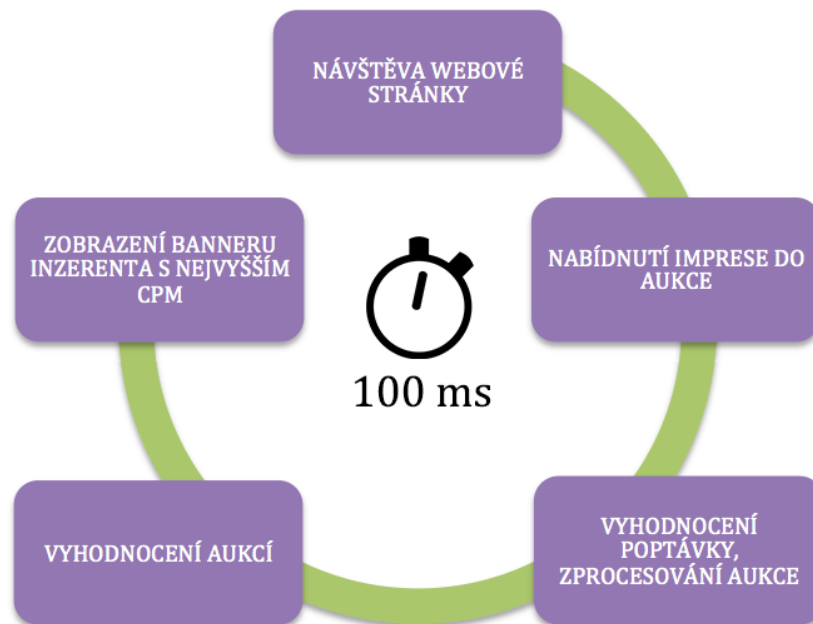 NÁVŠTĚVA WEBOVÉ
STRÁNKY
NABÍDNUTÍ IMPRESE DO
AUKCE
VYHODNOCENÍ
POPTÁVKY,
ZPROCESOVÁNÍ AUKCE
VYHODNOCENÍ AUKCÍ
ZOBRAZENÍ BANNERU
INZERENTA S NEJVYŠŠÍM
CPM
100 ms